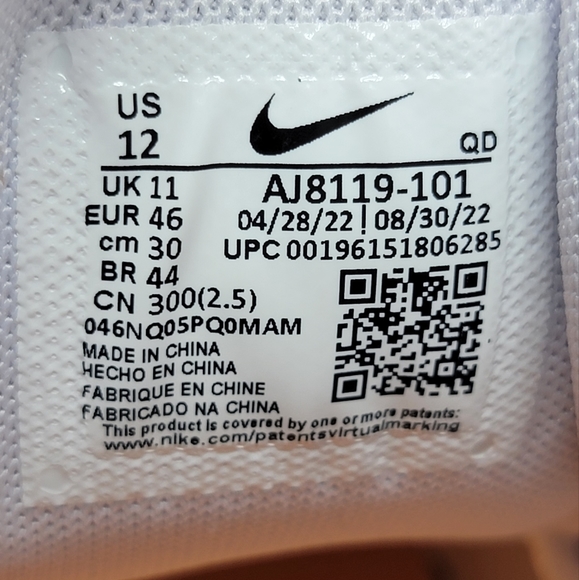 US
12
QD
UK 11
AJ8119-101
EUR 46
04/28/22 | 08/30/22
cm 30
UPC 00196151806285
BR 44
CN 300(2.5)
046NQ05PQ0MAM
MADE IN CHINA
HECHO EN CHINA
FABRIQUE EN CHINE
FABRICADO NA CHINA
This product is covered by one or more patents:
www.nike.com/patentsvirtualmarking